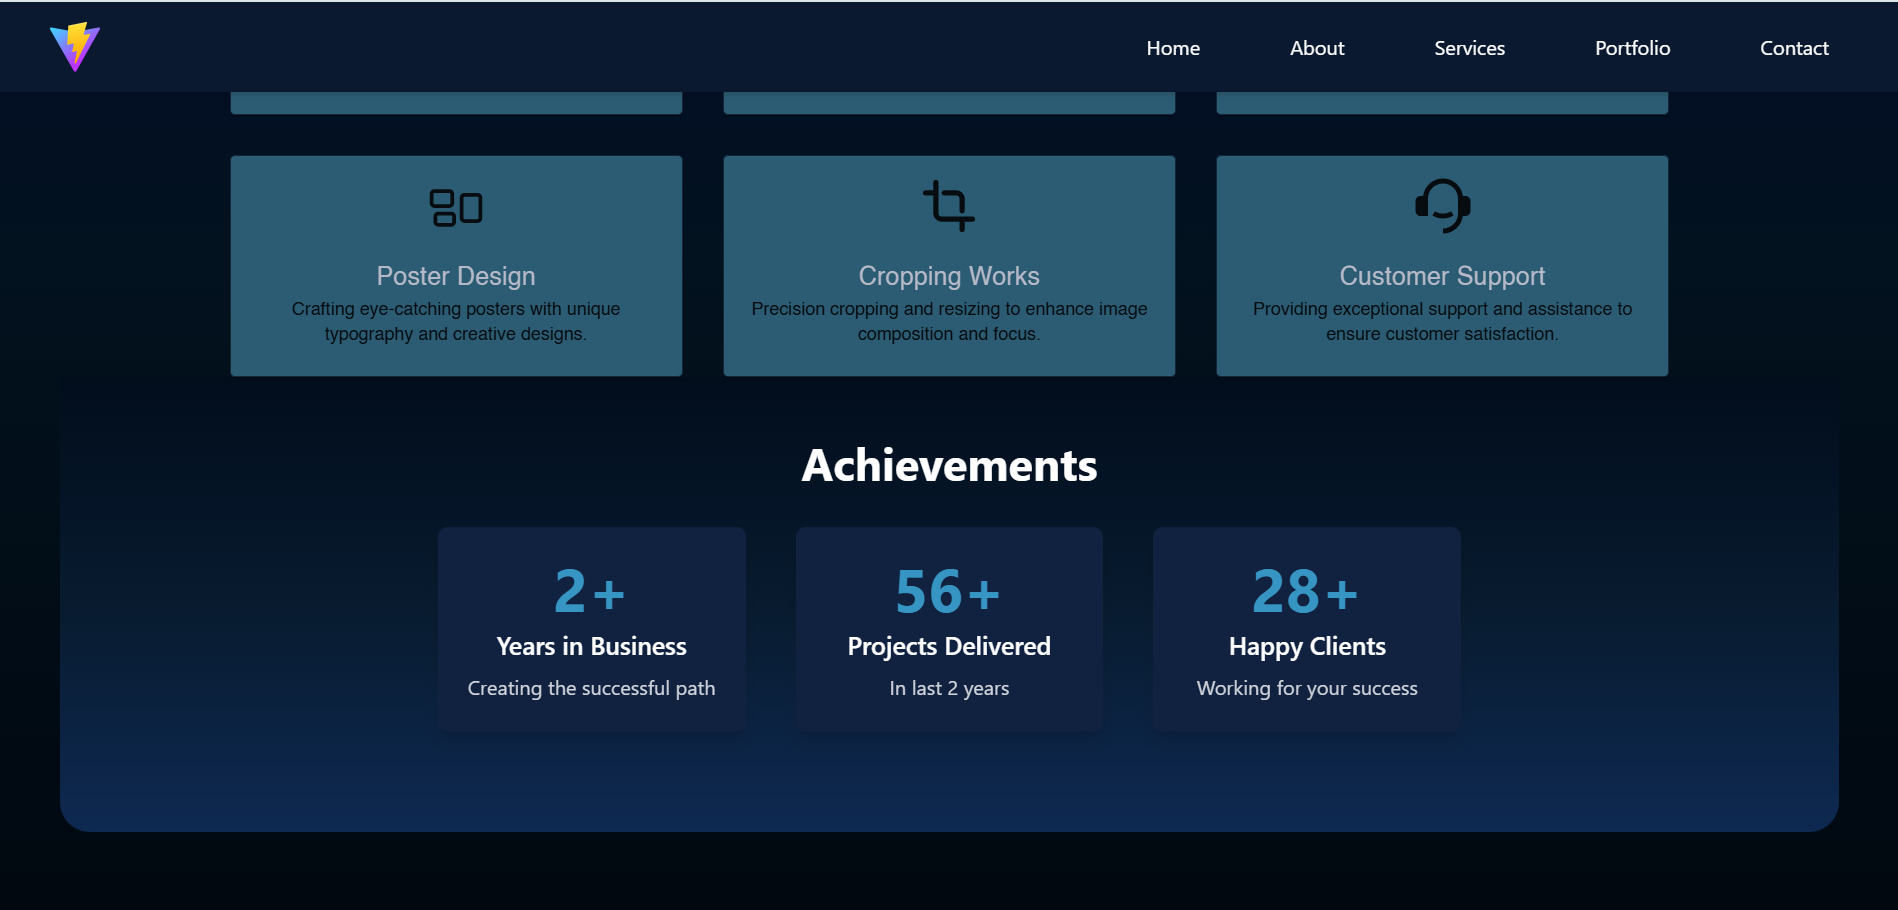 Home About Services Portfolio Contact
Poster Design
Crafting eye-catching posters with unique
typography and creative designs.
Cropping Works
Precision cropping and resizing to enhance image
composition and focus.
Customer Support
Providing exceptional support and assistance to
ensure customer satisfaction.
Achievements
2+
Years in Business
Creating the successful path
56+
Projects Delivered
In last 2 years
28+
Happy Clients
Working for your success